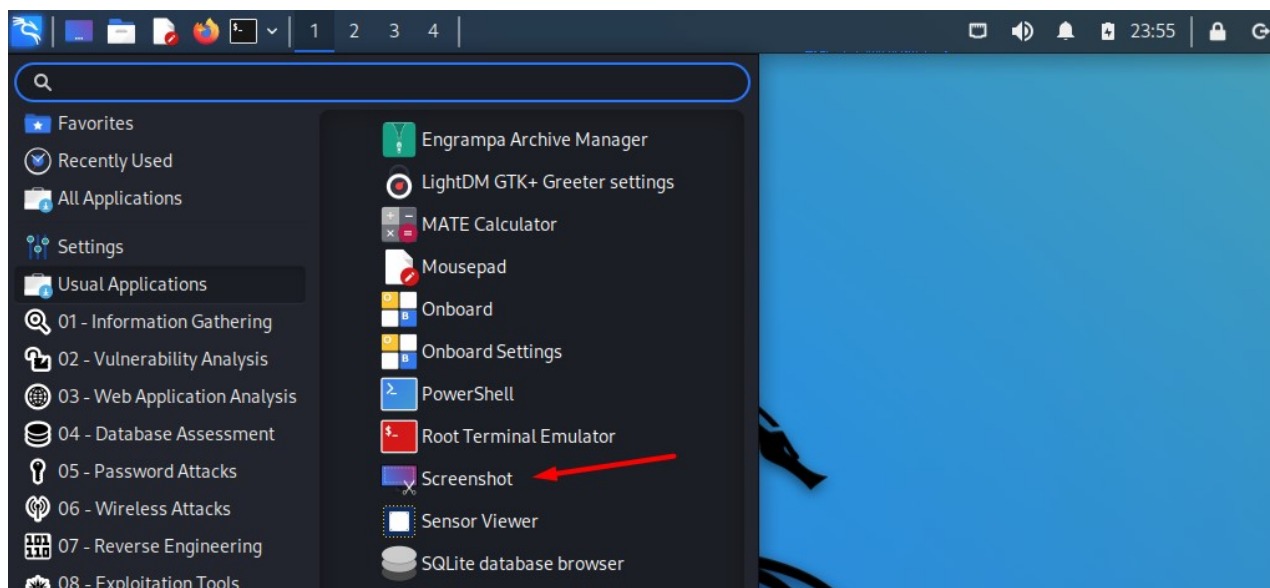 1 2 3 4 23:55
Favorites
Recently Used
All Applications
Settings
Usual Applications
01 - Information Gathering
02 - Vulnerability Analysis
03 - Web Application Analysis
04 - Database Assessment
05 - Password Attacks
06 - Wireless Attacks
07 - Reverse Engineering
08 - Exploitation Tools
Engrampa Archive Manager
LightDM GTK+ Greeter settings
MATE Calculator
Mousepad
Onboard
Onboard Settings
PowerShell
Root Terminal Emulator
Screenshot
Sensor Viewer
SQLite database browser